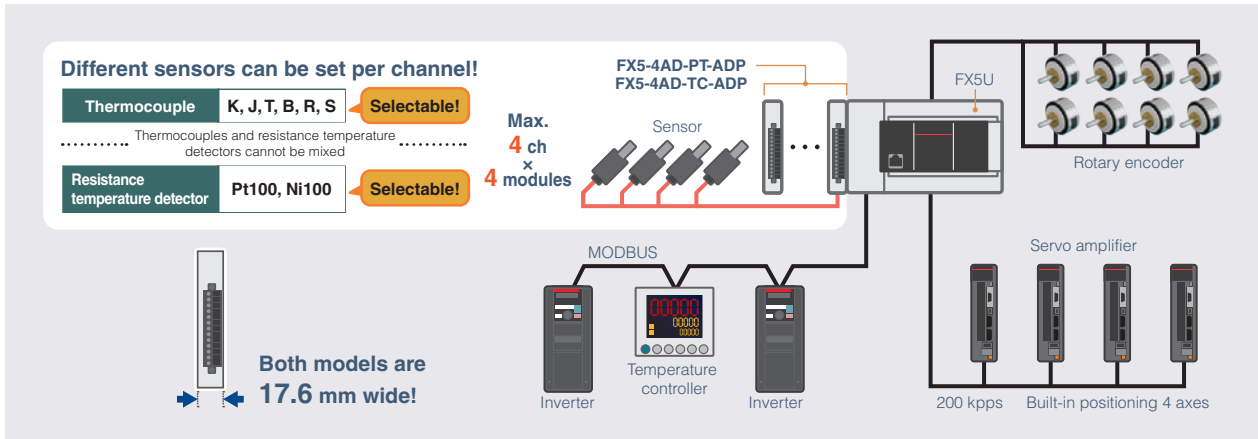 Different sensors can be set per channel!
Thermocouple
K, J, T, B, R, S
Selectable!
Thermocouples and resistance temperature
detectors cannot be mixed
Resistance
temperature detector
Pt100, Ni100
Selectable!
Max.
4 ch
×
4 modules
FX5-4AD-PT-ADP
FX5-4AD-TC-ADP
Sensor
FX5U
Rotary encoder
MODBUS
Servo amplifier
00000
00000
00000
Both models are
17.6 mm wide!
Inverter
Temperature
controller
Inverter
200 kpps
Built-in positioning 4 axes